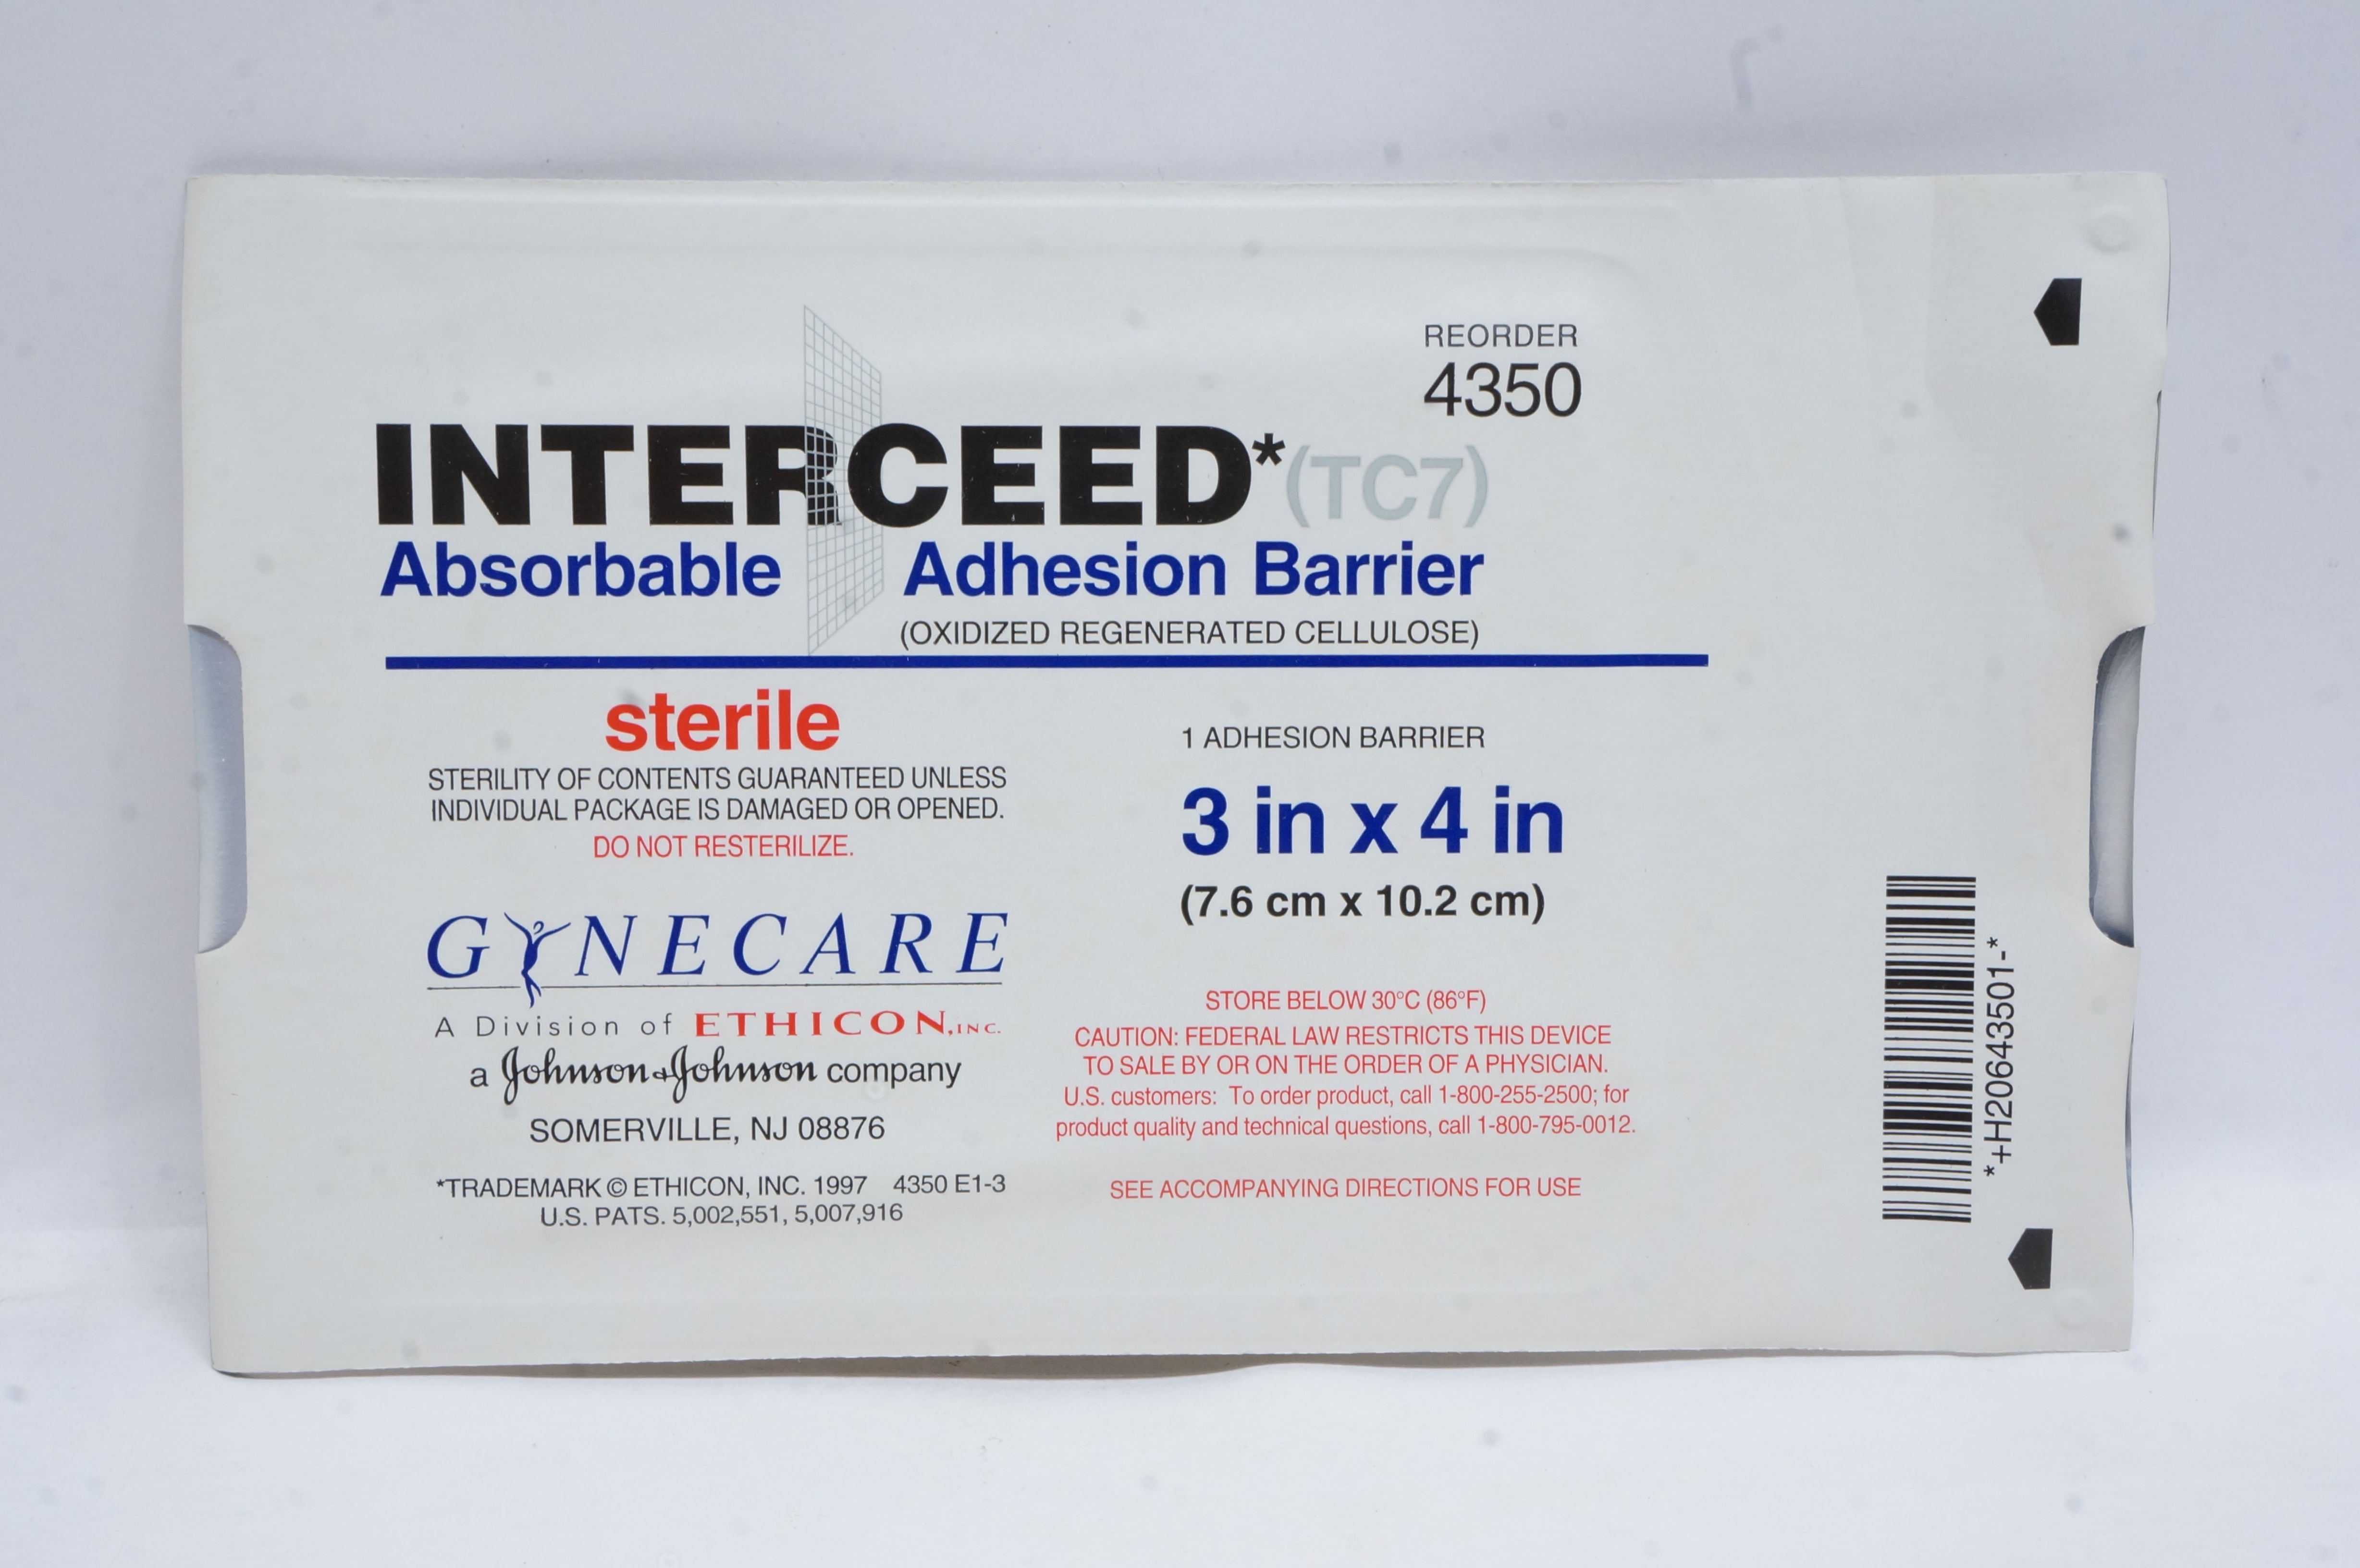 REORDER
4350
INTERCEED*(TC7)
Absorbable Adhesion Barrier
(OXIDIZED REGENERATED CELLULOSE)
sterile
STERILITY OF CONTENTS GUARANTEED UNLESS
INDIVIDUAL PACKAGE IS DAMAGED OR OPENED.
DO NOT RESTERILIZE.
GYNECARE
A Division of ETHICON, INC.
a Johnson & Johnson company
SOMERVILLE, NJ 08876
*TRADEMARK © ETHICON, INC. 1997 4350 E1-3
U.S. PATS. 5,002,551, 5,007,916
1 ADHESION BARRIER
3 in x 4 in
(7.6 cm x 10.2 cm)
STORE BELOW 30°C (86°F)
CAUTION: FEDERAL LAW RESTRICTS THIS DEVICE
TO SALE BY OR ON THE ORDER OF A PHYSICIAN.
U.S. customers: To order product, call 1-800-255-2500; for
product quality and technical questions, call 1-800-795-0012.
SEE ACCOMPANYING DIRECTIONS FOR USE
*+H20643501-*